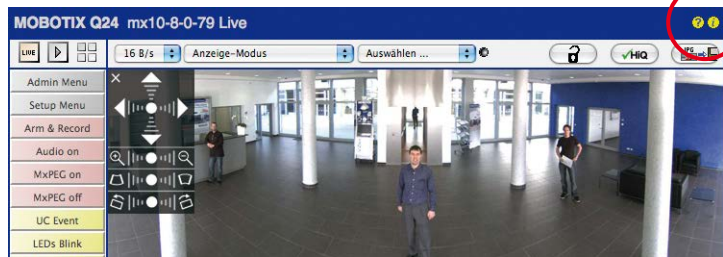 MOBOTIX Q24 mx10-8-0-79 Live
? i
LIVE
16 B/s
Anzeige-Modus
Auswählen ...
HiQ
JPG
Admin Menu
Setup Menu
Arm & Record
Audio on
MxPEG on
MxPEG off
UC Event
LEDs Blink